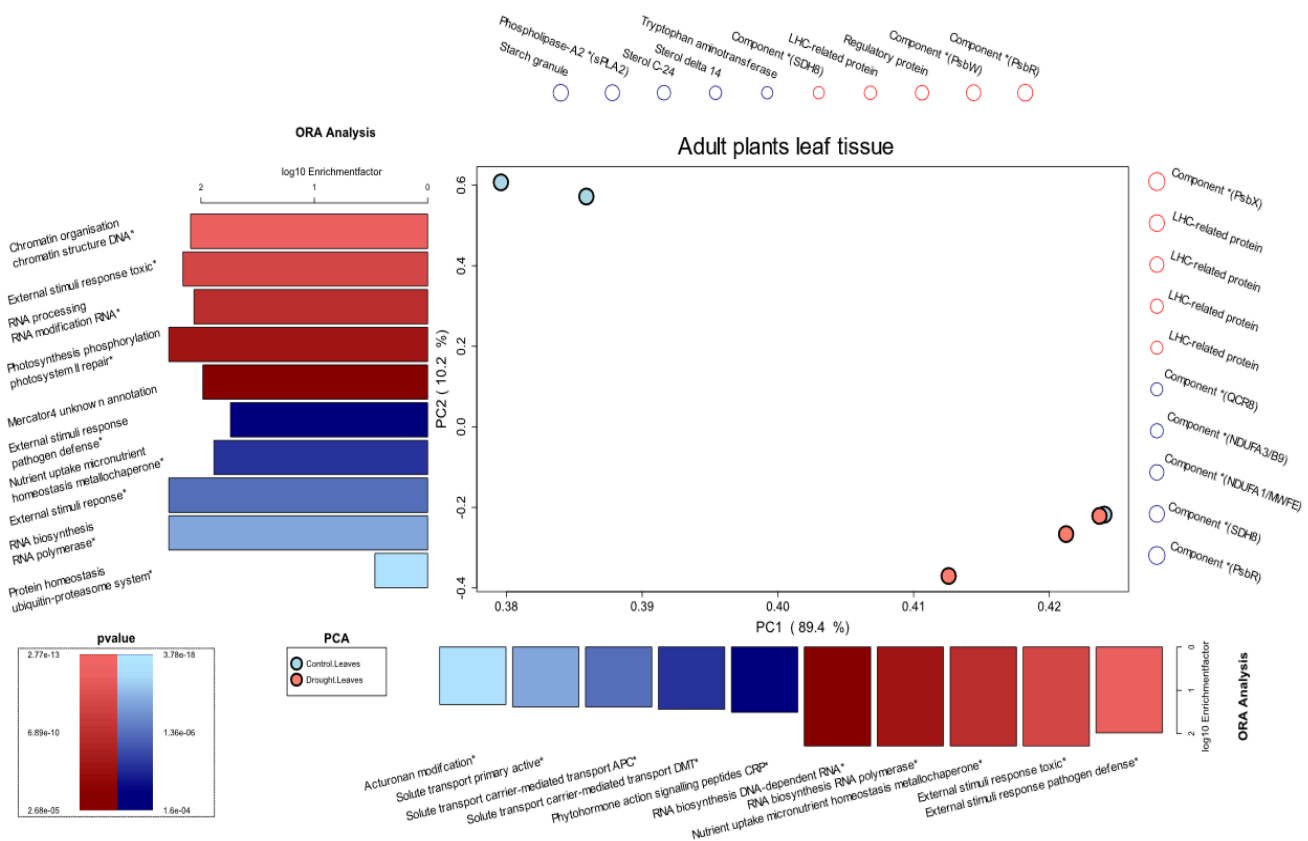 Phospholipase-A2 *(sPLA2)
Starch granule
Sterol C-24
Sterol delta 14
Tryptophan aminotransferase
Component *(SDH8)
LHC-related protein
Regulatory protein
Component *(PsbW)
Component *(PsbR)
ORA Analysis
log10 Enrichmentfactor
2 1 0
Chromatin organisation
chromatin structure DNA*
External stimuli response toxic*
RNA processing
RNA modification RNA*
Photosynthesis phosphorylation
photosystem II repair*
Mercator4 unknow n annotation
External stimuli response
pathogen defense*
Nutrient uptake micronutrient
homeostasis metallochaperone*
External stimuli reponse*
RNA biosynthesis
RNA polymerase*
Protein homeostasis
ubiquitin-proteasome system*
Adult plants leaf tissue
PC2 ( 10.2 %)
0.6
0.4
0.2
0.0
-0.2
-0.4
0.38 0.39 0.40 0.41 0.42
PC1 ( 89.4 %)
Component *(PsbX)
LHC-related protein
LHC-related protein
LHC-related protein
LHC-related protein
Component *(QCR8)
Component *(NDUFA3/B9)
Component *(NDUFA1/MWFE)
Component *(SDH8)
Component *(PsbR)
pvalue
2.77e-13 3.78e-18
6.89e-10 1.36e-06
2.68e-05 1.6e-04
PCA
Control.Leaves
Drought.Leaves
0
1
2
log10 Enrichmentfactor
ORA Analysis
Acturonan modification*
Solute transport primary active*
Solute transport carrier-mediated transport APC*
Solute transport carrier-mediated transport DMT*
Phytohormone action signalling peptides CRP*
RNA biosynthesis DNA-dependent RNA*
RNA biosynthesis RNA polymerase*
Nutrient uptake micronutrient homeostasis metallochaperone*
External stimuli response toxic*
External stimuli response pathogen defense*